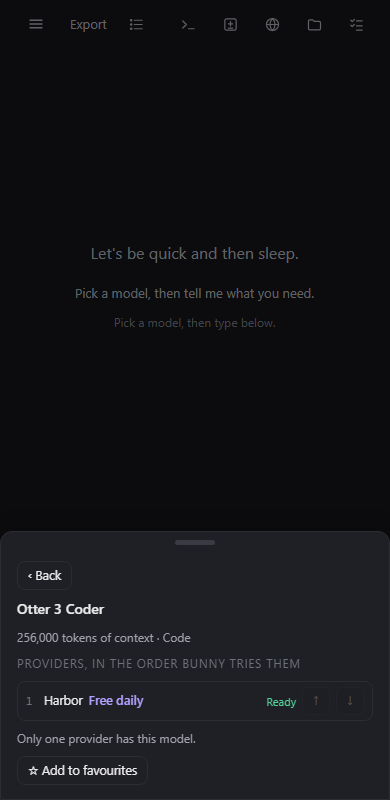 Export
Let's be quick and then sleep.
Pick a model, then tell me what you need.
Pick a model, then type below.
‹ Back
Otter 3 Coder
256,000 tokens of context · Code
PROVIDERS, IN THE ORDER BUNNY TRIES THEM
1 Harbor Free daily Ready ↑ ↓
Only one provider has this model.
☆ Add to favourites